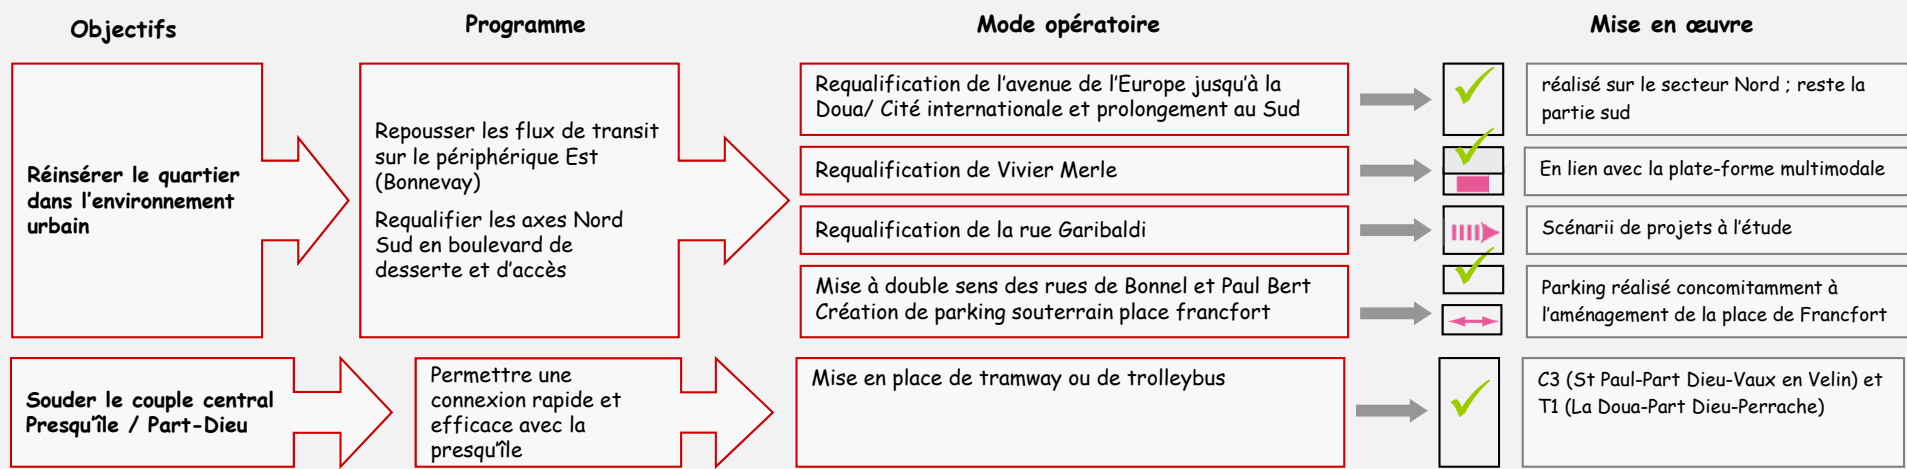 Objectifs
Programme
Mode opératoire
Mise en œuvre
Réinsérer le quartier
dans l'environnement
urbain
Repousser les flux de transit
sur le périphérique Est
(Bonnevay)
Requalifier les axes Nord
Sud en boulevard de
desserte et d'accès
Requalification de l'avenue de l'Europe jusqu'à la
Doua/ Cité internationale et prolongement au Sud
réalisé sur le secteur Nord ; reste la
partie sud
Requalification de Vivier Merle
En lien avec la plate-forme multimodale
Requalification de la rue Garibaldi
Scénarii de projets à l'étude
Mise à double sens des rues de Bonnel et Paul Bert
Création de parking souterrain place francfort
Parking réalisé concomitamment à
l'aménagement de la place de Francfort
Souder le couple central
Presqu'île / Part-Dieu
Permettre une
connexion rapide et
efficace avec la
presqu'île
Mise en place de tramway ou de trolleybus
C3 (St Paul-Part Dieu-Vaux en Velin) et
T1 (La Doua-Part Dieu-Perrache)